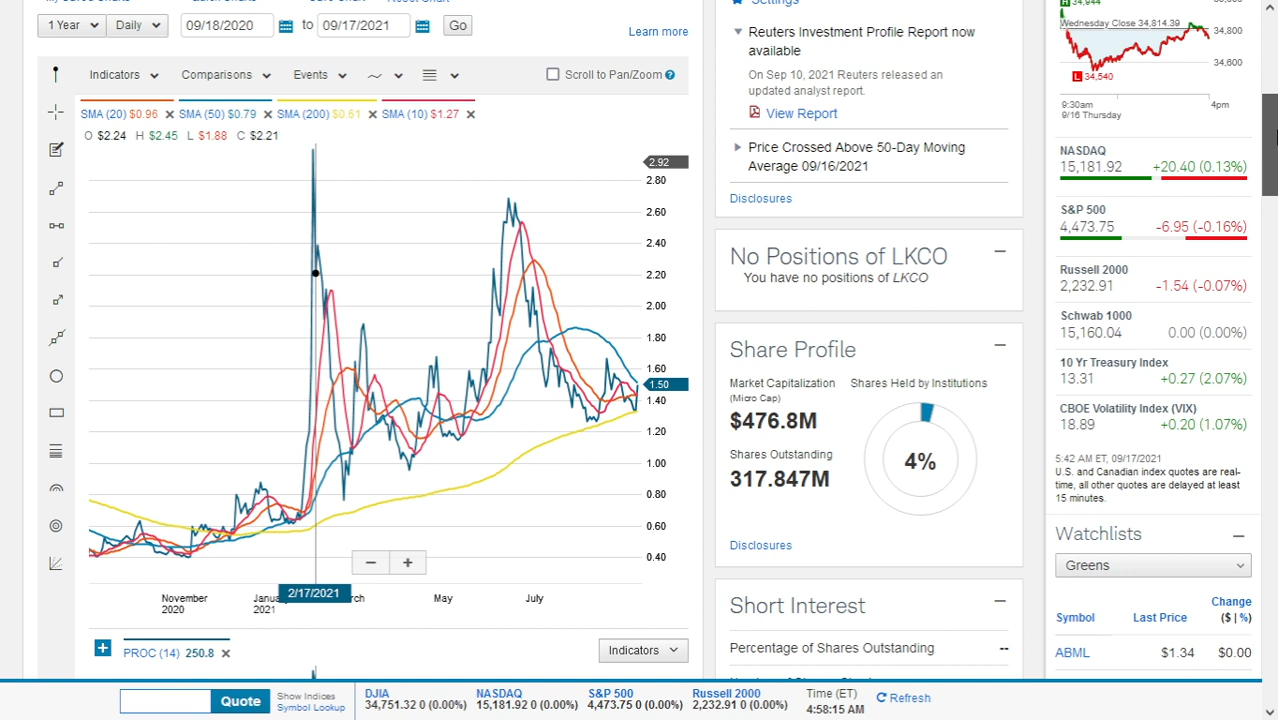 1 Year
Daily
09/18/2020
to
09/17/2021
Go
Learn more
Indicators
Comparisons
Events
Scroll to Pan/Zoom
SMA (20) $0.96
SMA (50) $0.79
SMA (200) $0.61
SMA (10) $1.27
O $2.24 H $2.45 L $1.88 C $2.21
2.92
2.80
2.60
2.40
2.20
2.00
1.80
1.60
1.50
1.40
1.20
1.00
0.80
0.60
0.40
November
2020
2021
2/17/2021
May
July
PROC (14) 250.8
Indicators
Settings
Reuters Investment Profile Report now
available
On Sep 10, 2021 Reuters released an
updated analyst report.
View Report
Price Crossed Above 50-Day Moving
Average 09/16/2021
Disclosures
No Positions of LKCO
You have no positions of LKCO
Share Profile
Market Capitalization
(Micro Cap)
$476.8M
Shares Outstanding
317.847M
Shares Held by Institutions
4%
Disclosures
Short Interest
Percentage of Shares Outstanding
--
H 34,944
Wednesday Close 34,814.39
34,800
34,600
L 34,540
9:30am
4pm
9/16 Thursday
NASDAQ
15,181.92 +20.40 (0.13%)
S&P 500
4,473.75 -6.95 (-0.16%)
Russell 2000
2,232.91 -1.54 (-0.07%)
Schwab 1000
15,160.04 0.00 (0.00%)
10 Yr Treasury Index
13.31 +0.27 (2.07%)
CBOE Volatility Index (VIX)
18.89 +0.20 (1.07%)
5:42 AM ET, 09/17/2021
U.S. and Canadian index quotes are real-
time, all other quotes are delayed at least
15 minutes.
Watchlists
Greens
Symbol
Last Price
Change
($ | %)
ABML $1.34 $0.00
Quote
Show Indices
Symbol Lookup
DJIA
34,751.32 0 (0.00%)
NASDAQ
15,181.92 0 (0.00%)
S&P 500
4,473.75 0 (0.00%)
Russell 2000
2,232.91 0 (0.00%)
Time (ET)
4:58:15 AM
Refresh